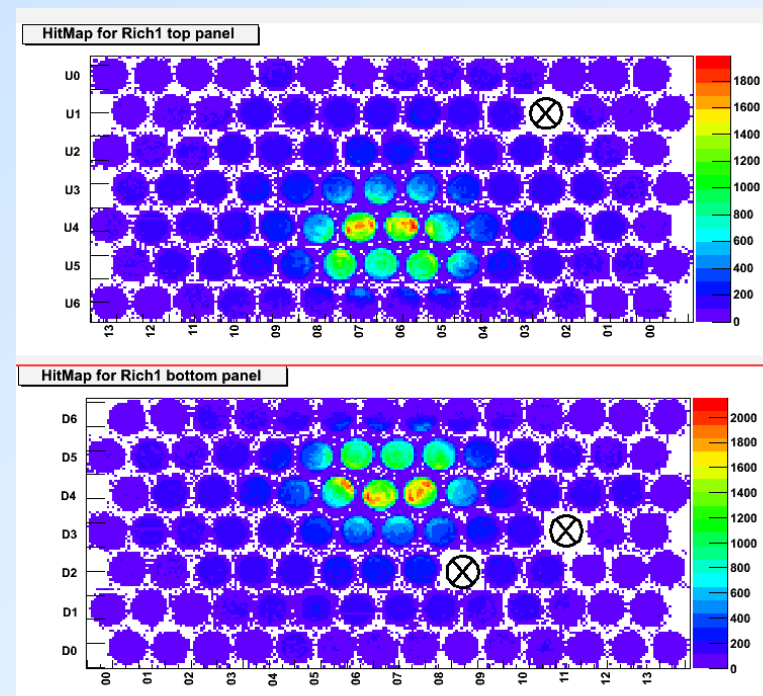 HitMap for Rich1 top panel
U0
U1
U2
U3
U4
U5
U6
13 12 11 10 09 08 07 06 05 04 03 02 01 00
1800
1600
1400
1200
1000
800
600
400
200
0
HitMap for Rich1 bottom panel
D6
D5
D4
D3
D2
D1
D0
00 01 02 03 04 05 06 07 08 09 10 11 12 13
2000
1800
1600
1400
1200
1000
800
600
400
200
0